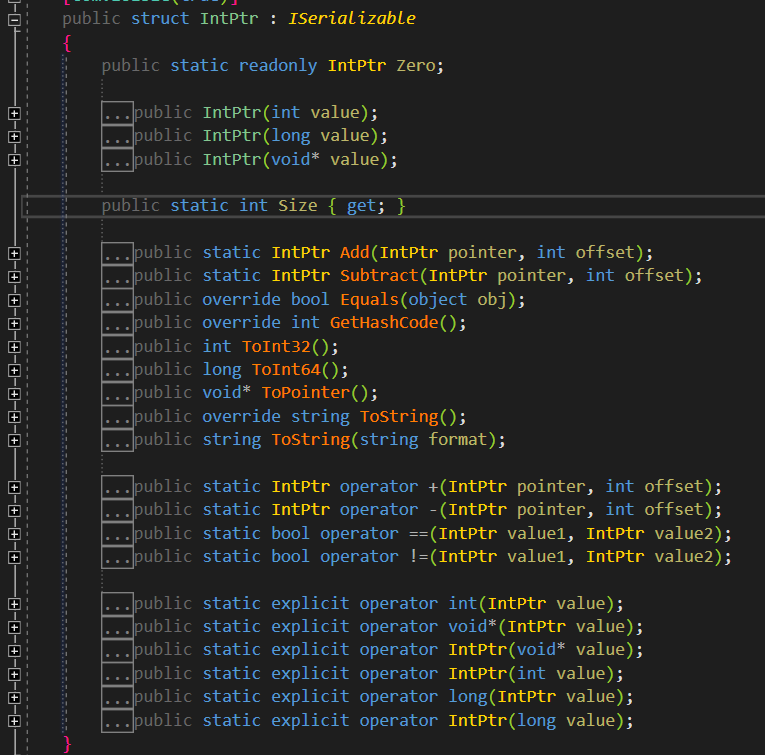 public struct IntPtr : ISerializable
{
public static readonly IntPtr Zero;
...public IntPtr(int value);
...public IntPtr(long value);
...public IntPtr(void* value);
public static int Size { get; }
...public static IntPtr Add(IntPtr pointer, int offset);
...public static IntPtr Subtract(IntPtr pointer, int offset);
...public override bool Equals(object obj);
...public override int GetHashCode();
...public int ToInt32();
...public long ToInt64();
...public void* ToPointer();
...public override string ToString();
...public string ToString(string format);
...public static IntPtr operator +(IntPtr pointer, int offset);
...public static IntPtr operator -(IntPtr pointer, int offset);
...public static bool operator ==(IntPtr value1, IntPtr value2);
...public static bool operator !=(IntPtr value1, IntPtr value2);
...public static explicit operator int(IntPtr value);
...public static explicit operator void*(IntPtr value);
...public static explicit operator IntPtr(void* value);
...public static explicit operator IntPtr(int value);
...public static explicit operator long(IntPtr value);
...public static explicit operator IntPtr(long value);
}